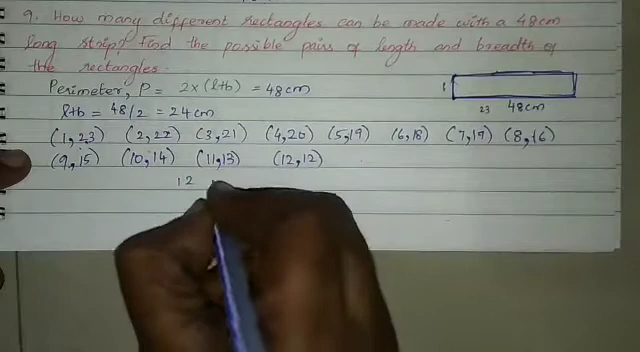 9. How many different rectangles can be made with a 48cm
long strip? Find the possible pairs of length and breadth of
the rectangles.
Perimeter, P = 2x(l+b) = 48cm
l+b = 48/2 = 24cm
1
23 48cm
(1,23) (2,22) (3,21) (4,20) (5,19) (6,18) (7,17) (8,16)
(9,15) (10,14) (11,13) (12,12)
12